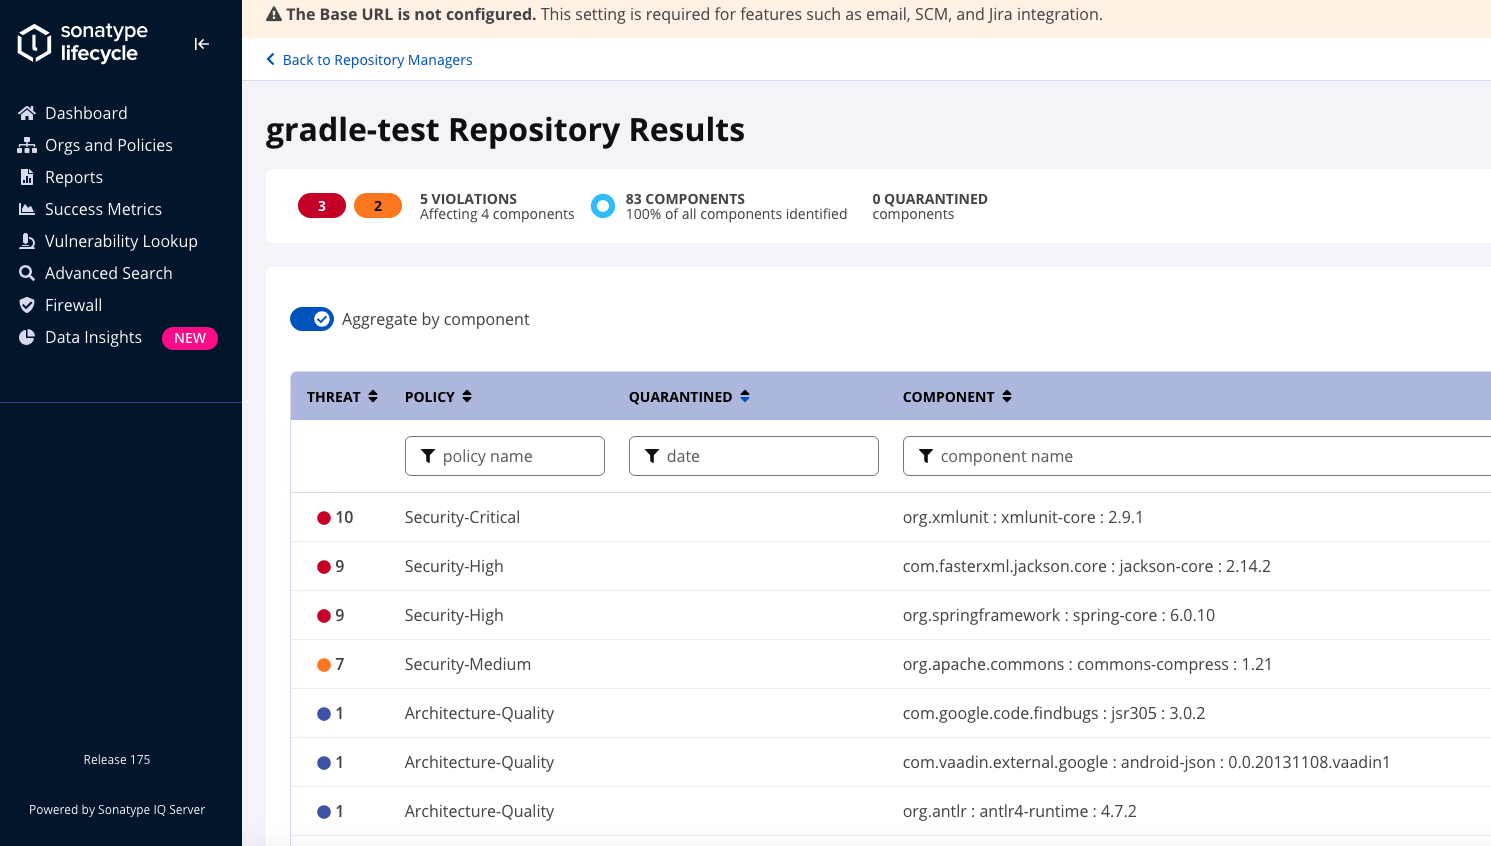 sonatype
lifecycle
Dashboard
Orgs and Policies
Reports
Success Metrics
Vulnerability Lookup
Advanced Search
Firewall
Data Insights NEW
Release 175
Powered by Sonatype IQ Server
The Base URL is not configured. This setting is required for features such as email, SCM, and Jira integration.
Back to Repository Managers
gradle-test Repository Results
3 2
5 VIOLATIONS
Affecting 4 components
83 COMPONENTS
100% of all components identified
0 QUARANTINED
components
Aggregate by component
THREAT POLICY QUARANTINED COMPONENT
policy name date component name
10 Security-Critical org.xmlunit : xmlunit-core : 2.9.1
9 Security-High com.fasterxml.jackson.core : jackson-core : 2.14.2
9 Security-High org.springframework : spring-core : 6.0.10
7 Security-Medium org.apache.commons : commons-compress : 1.21
1 Architecture-Quality com.google.code.findbugs : jsr305 : 3.0.2
1 Architecture-Quality com.vaadin.external.google : android-json : 0.0.20131108.vaadin1
1 Architecture-Quality org.antlr : antlr4-runtime : 4.7.2